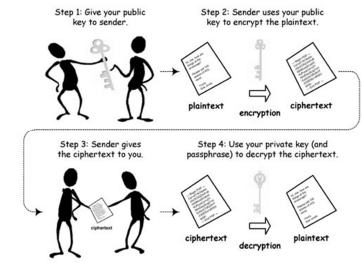 Step 1: Give your public
key to sender.
Step 2: Sender uses your public
key to encrypt the plaintext.
plaintext
encryption
ciphertext
Step 3: Sender gives
the ciphertext to you.
Step 4: Use your private key (and
passphrase) to decrypt the ciphertext.
ciphertext
ciphertext
decryption
plaintext